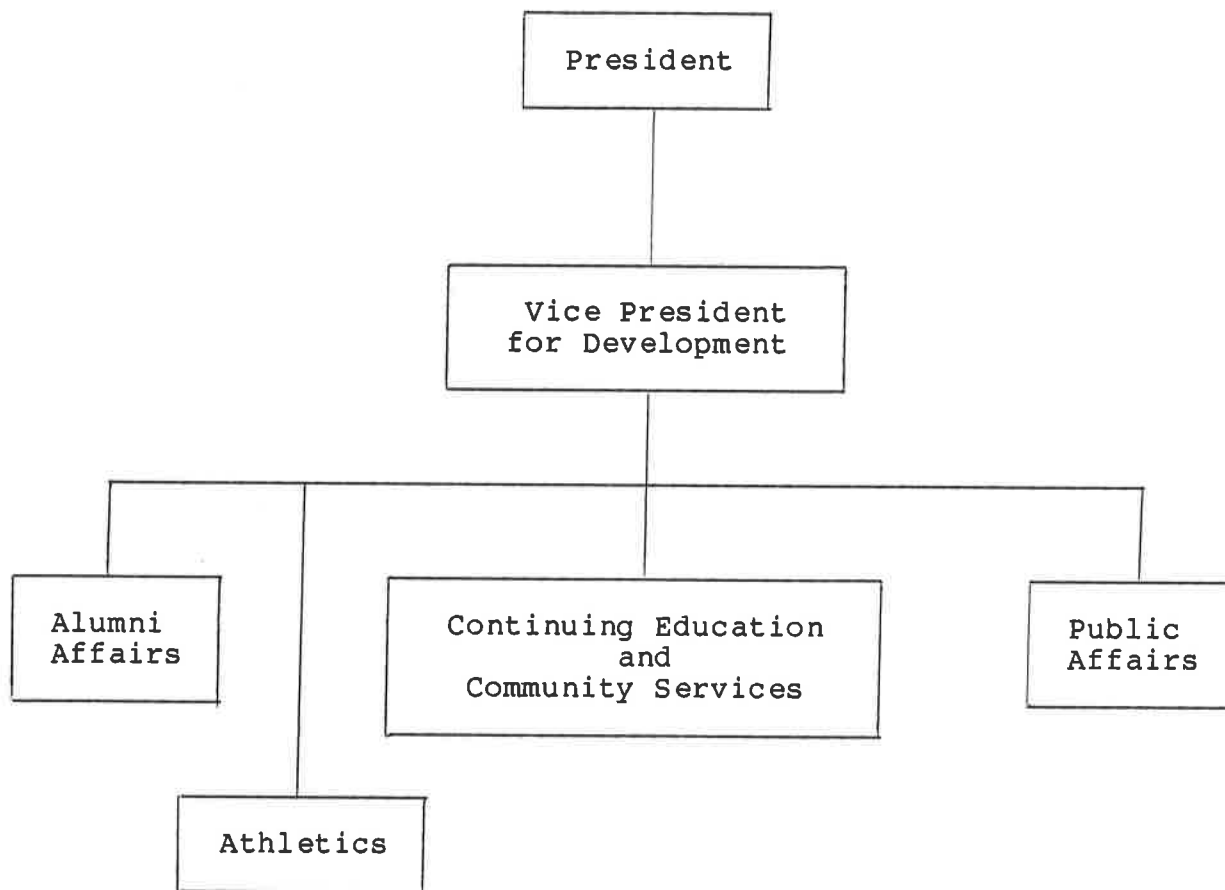 President
Vice President
for Development
Alumni
Affairs
Continuing Education
and
Community Services
Public
Affairs
Athletics